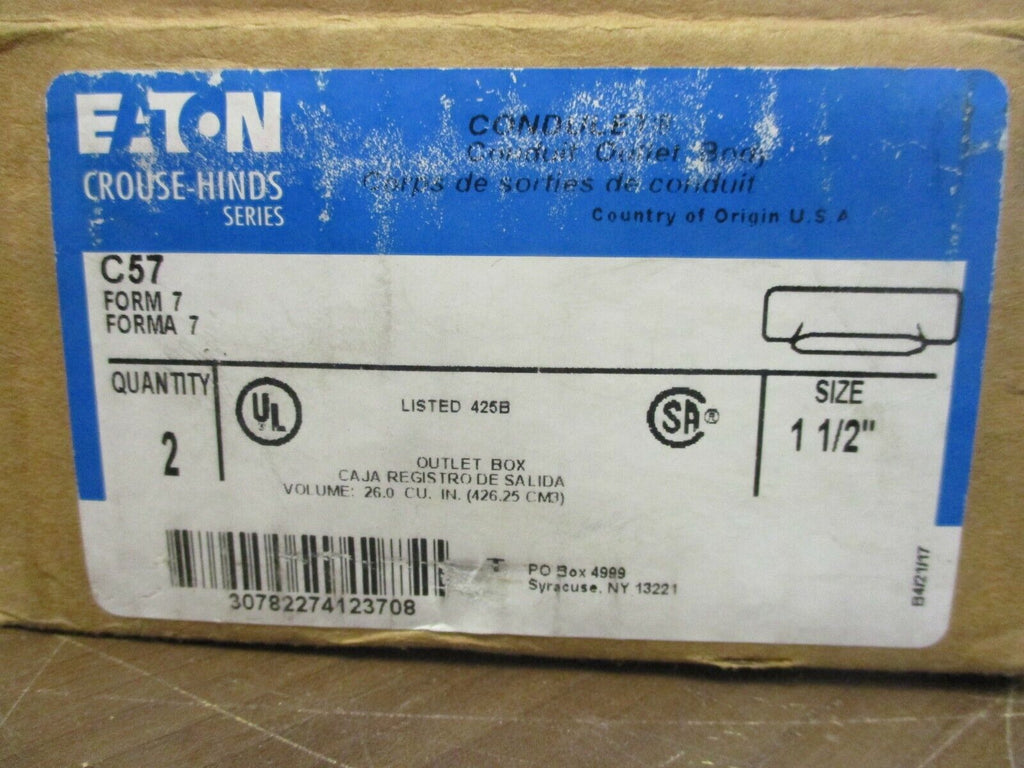 EATON
CROUSE-HINDS
SERIES
CONDULET®
Conduit Outlet Body
Corps de sorties de conduit
Country of Origin U.S.A
C57
FORM 7
FORMA 7
QUANTITY
2
UL
LISTED 425B
SA®
SIZE
1 1/2"
OUTLET BOX
CAJA REGISTRO DE SALIDA
VOLUME: 26.0 CU. IN. (426.25 CM3)
30782274123708
PO Box 4999
Syracuse, NY 13221
B4/21/17